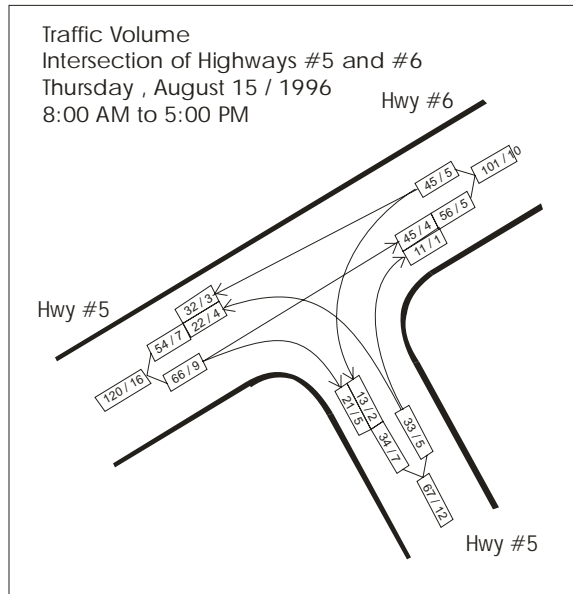 Traffic Volume
Intersection of Highways #5 and #6
Thursday , August 15 / 1996
8:00 AM to 5:00 PM
Hwy #6
101 / 10
45 / 5
56 / 5
45 / 4
11 / 1
Hwy #5
32 / 3
22 / 4
54 / 7
66 / 9
120 / 16
13 / 2
21 / 5
34 / 7
33 / 5
67 / 12
Hwy #5